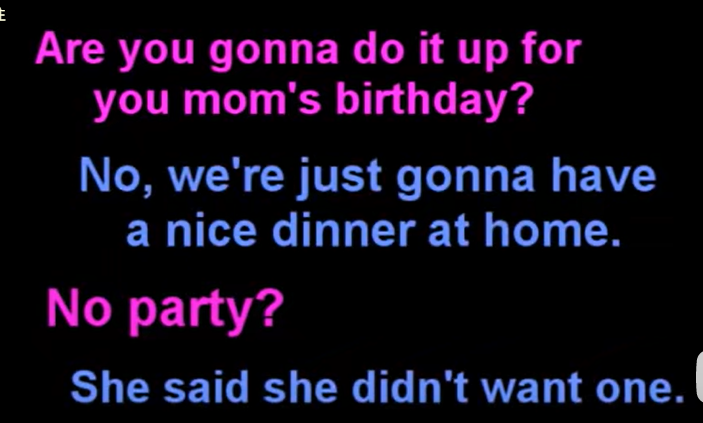 Are you gonna do it up for
you mom's birthday?
No, we're just gonna have
a nice dinner at home.
No party?
She said she didn't want one.